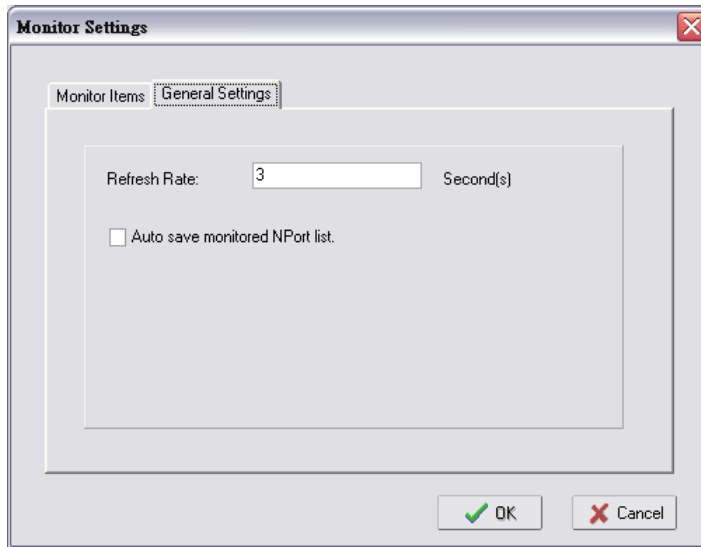 Monitor Settings
Monitor Items
General Settings
Refresh Rate:
3
Second(s)
Auto save monitored NPort list.
OK
Cancel